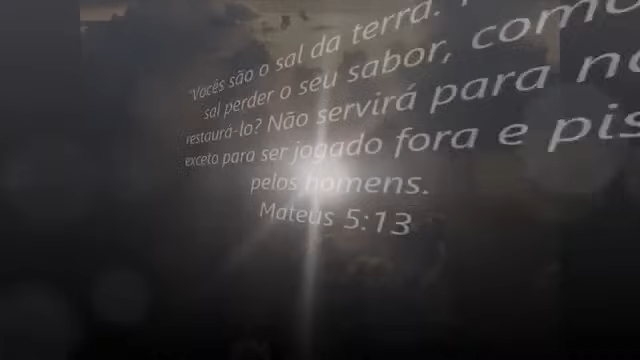 "Vocês são o sal da terra.
sal perder o seu sabor, como
restaurá-lo? Não servirá para
exceto para ser jogado fora e
pelos homens.
Mateus 5:13